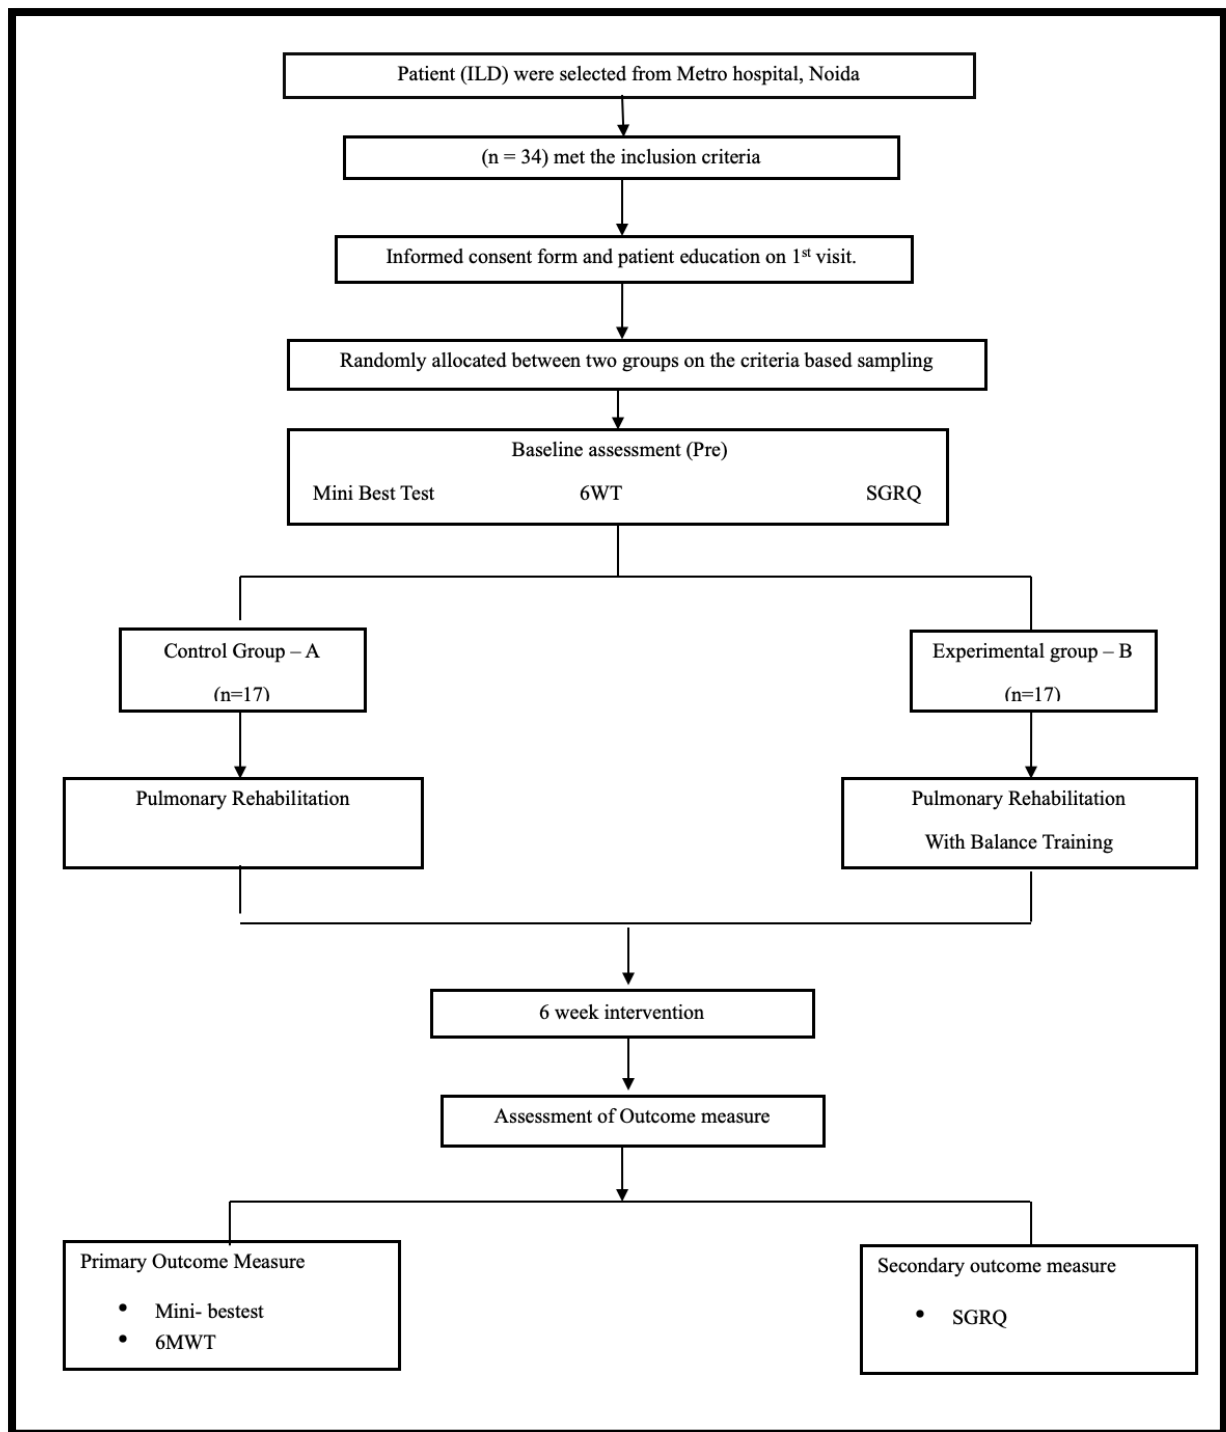 Patient (ILD) were selected from Metro hospital, Noida
(n = 34) met the inclusion criteria
Informed consent form and patient education on 1st visit.
Randomly allocated between two groups on the criteria based sampling
Baseline assessment (Pre)
Mini Best Test 6WT SGRQ
Control Group – A
(n=17)
Experimental group – B
(n=17)
Pulmonary Rehabilitation
Pulmonary Rehabilitation
With Balance Training
6 week intervention
Assessment of Outcome measure
Primary Outcome Measure
• Mini- bestest
• 6MWT
Secondary outcome measure
• SGRQ